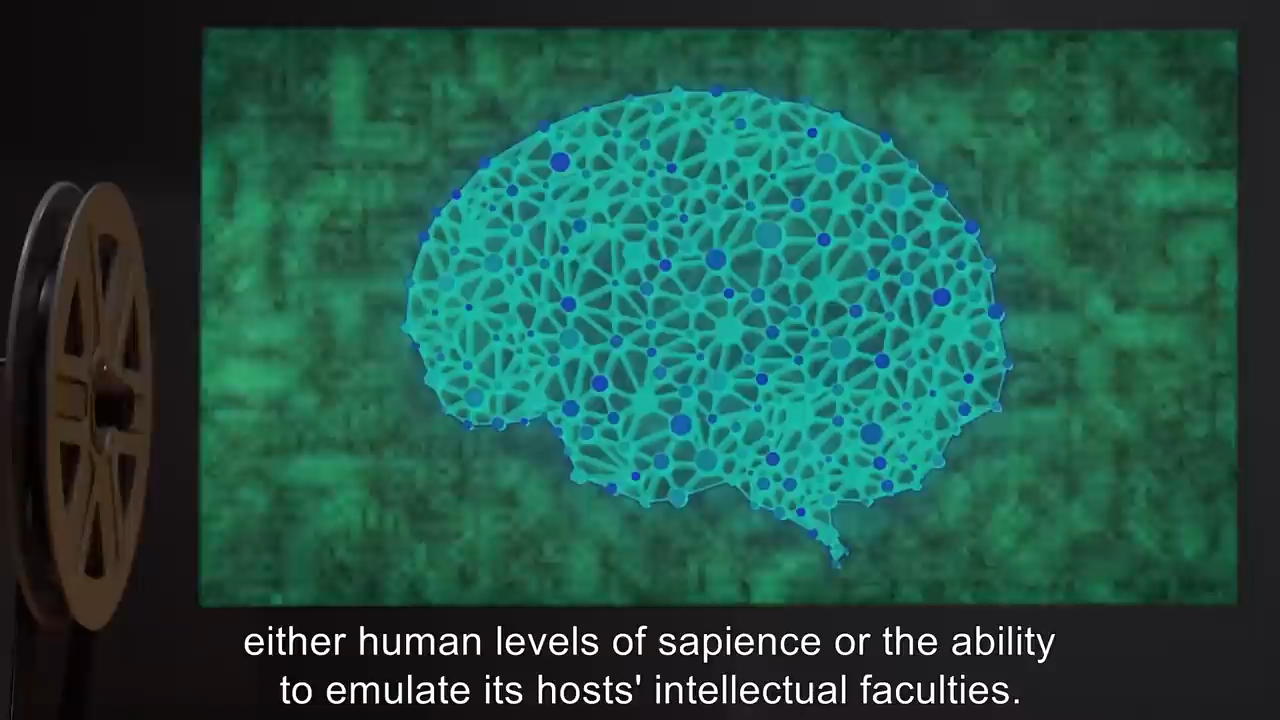 either human levels of sapience or the ability
to emulate its hosts' intellectual faculties.